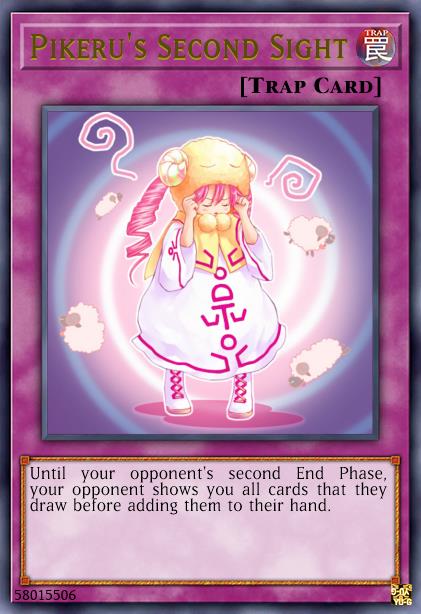 Pikeru's Second Sight
TRAP
罠
[Trap Card]
Until your opponent's second End Phase,
your opponent shows you all cards that they
draw before adding them to their hand.
58015506